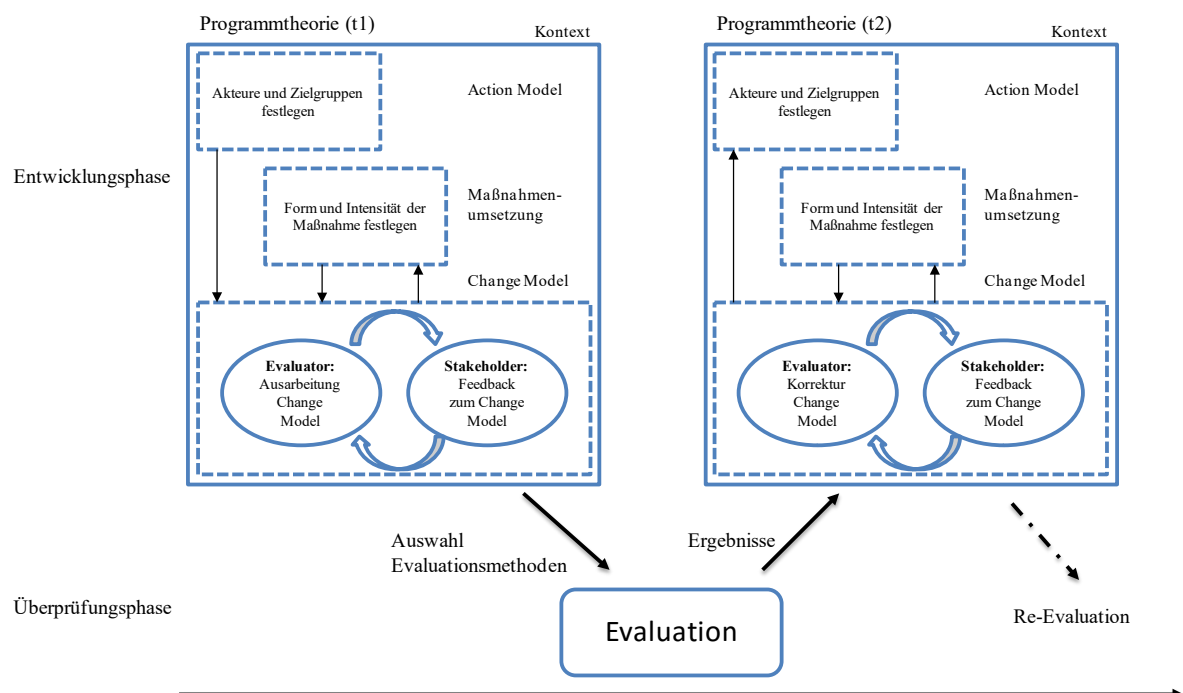 Programmtheorie (t1)
Kontext
Akteure und Zielgruppen
festlegen
Action Model
Entwicklungsphase
Form und Intensität der
Maßnahme festlegen
Maßnahmen-
umsetzung
Change Model
Evaluator:
Ausarbeitung
Change
Model
Stakeholder:
Feedback
zum Change
Model
Programmtheorie (t2)
Kontext
Akteure und Zielgruppen
festlegen
Action Model
Form und Intensität der
Maßnahme festlegen
Maßnahmen-
umsetzung
Change Model
Evaluator:
Korrektur
Change
Model
Stakeholder:
Feedback
zum Change
Model
Auswahl
Evaluationsmethoden
Ergebnisse
Überprüfungsphase
Evaluation
Re-Evaluation